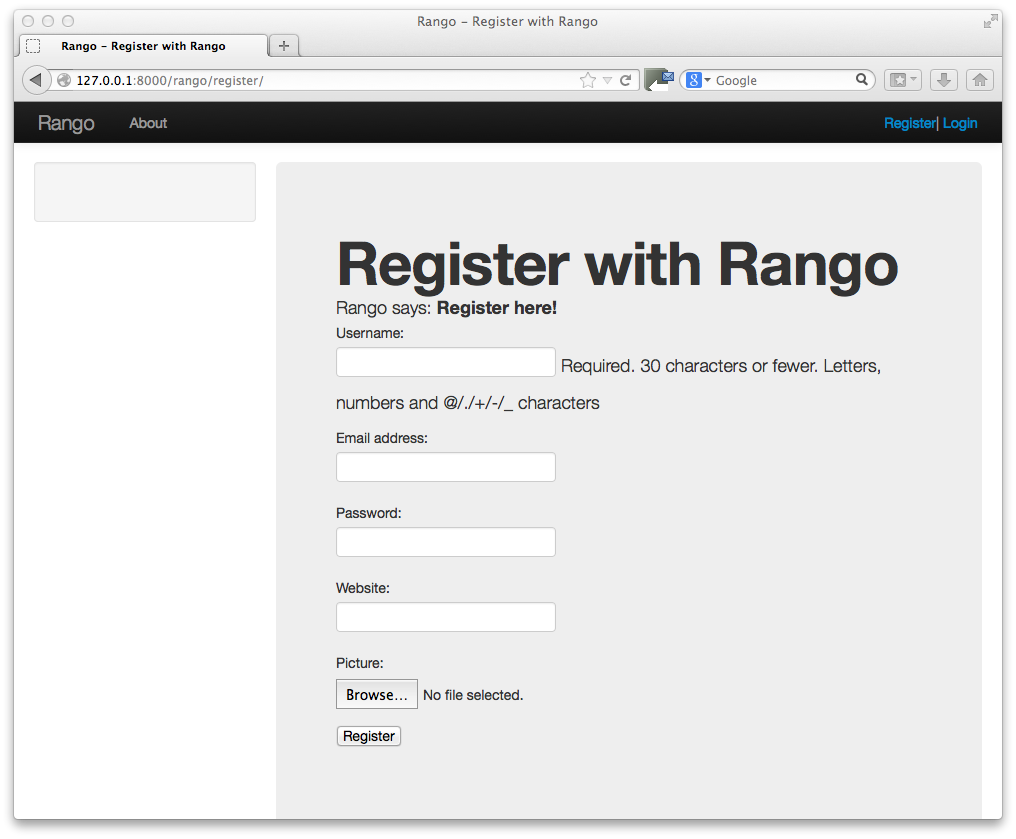 Rango – Register with Rango
Rango – Register with Rango
127.0.0.1:8000/rango/register/
Google
Rango About Register| Login
Register with Rango
Rango says: Register here!
Username:
Required. 30 characters or fewer. Letters,
numbers and @/./+/-/_ characters
Email address:
Password:
Website:
Picture:
Browse... No file selected.
Register